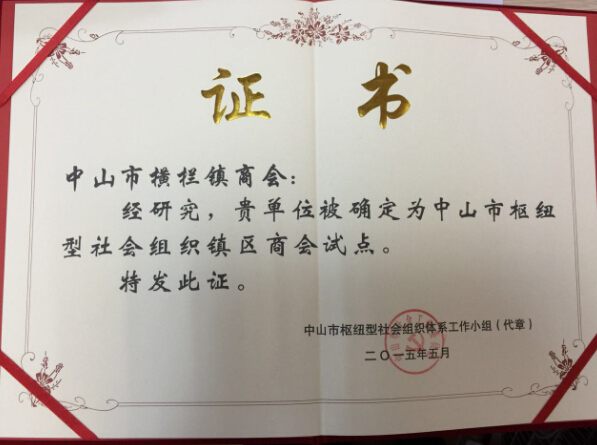 证书
中山市横栏镇商会：
经研究，贵单位被确定为中山市枢纽
型社会组织镇区商会试点。
特发此证。
中山市枢纽型社会组织体系工作小组（代章）
二〇一五年五月